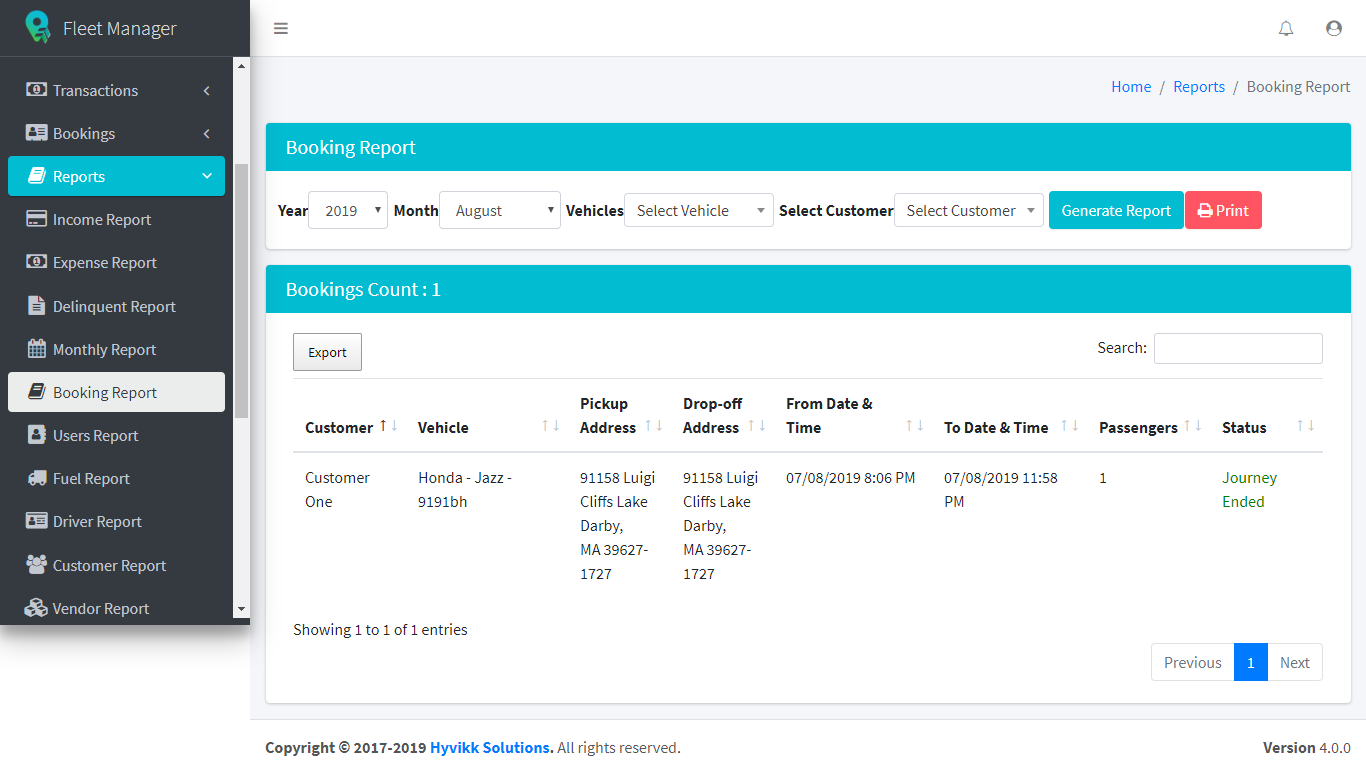 Fleet Manager
Transactions
Bookings
Reports
Income Report
Expense Report
Delinquent Report
Monthly Report
Booking Report
Users Report
Fuel Report
Driver Report
Customer Report
Vendor Report
Home / Reports / Booking Report
Booking Report
Year 2019 Month August Vehicles Select Vehicle Select Customer Select Customer Generate Report Print
Bookings Count : 1
Export Search:
Pickup Drop-off From Date &
Customer Vehicle Address Address Time To Date & Time Passengers Status
Customer Honda - Jazz - 91158 Luigi 91158 Luigi 07/08/2019 8:06 PM 07/08/2019 11:58 1 Journey
One 9191bh Cliffs Lake Cliffs Lake PM Ended
Darby, Darby,
MA 39627- MA 39627-
1727 1727
Showing 1 to 1 of 1 entries
Previous 1 Next
Copyright © 2017-2019 Hyvikk Solutions. All rights reserved. Version 4.0.0